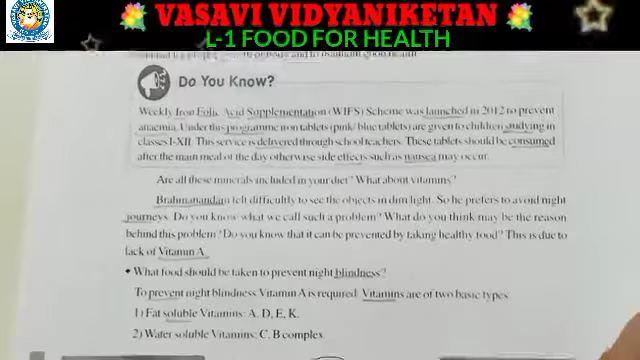 VASAVI VIDYANIKETAN
L-1 FOOD FOR HEALTH
Do You Know?
Weekly Iron Folic Acid Supplementation (WIFS) Scheme was launched in 2012 to prevent
anaemia. Under this programme iron tablets (pink/ blue tablets) are given to children studying in
classes I-XII. This service is delivered through school teachers. These tablets should be consumed
after the main meal of the day otherwise side effects such as nausea may occur.
Are all these minerals included in your diet? What about vitamins?
Brahmanandam felt difficultly to see the objects in dim light. So he prefers to avoid night
journeys. Do you know what we call such a problem? What do you think may be the reason
behind this problem? Do you know that it can be prevented by taking healthy food? This is due to
lack of Vitamin A.
• What food should be taken to prevent night blindness?
To prevent night blindness Vitamin A is required. Vitamins are of two basic types.
1) Fat soluble Vitamins: A, D, E, K.
2) Water soluble Vitamins: C, B complex.